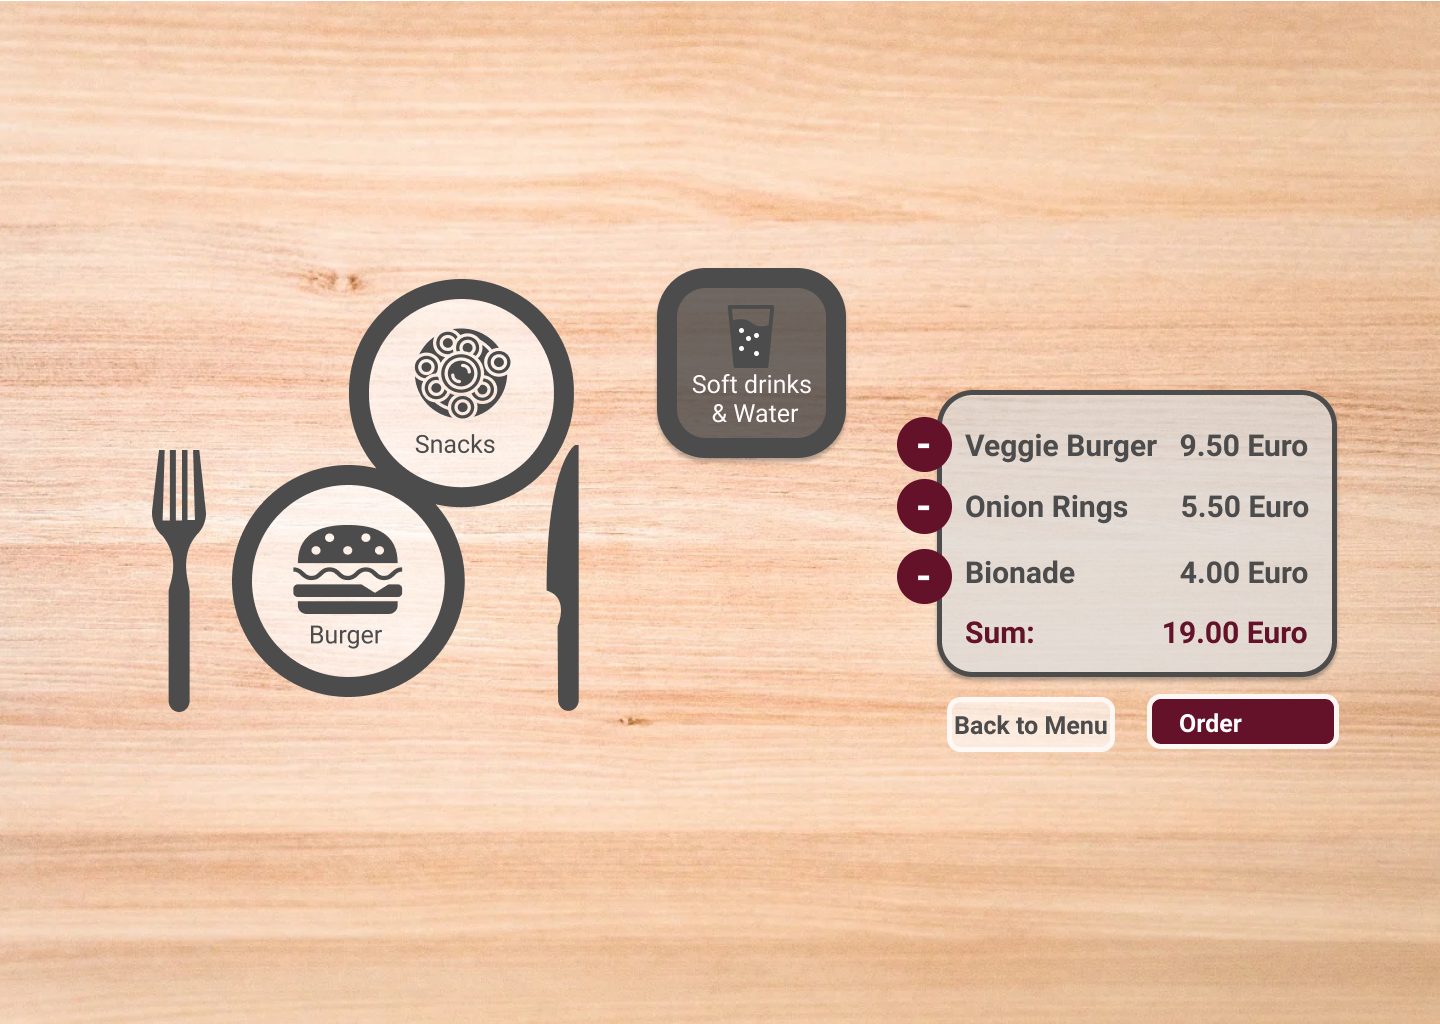 Snacks
Burger
Soft drinks
& Water
- Veggie Burger 9.50 Euro
- Onion Rings 5.50 Euro
- Bionade 4.00 Euro
Sum: 19.00 Euro
Back to Menu
Order